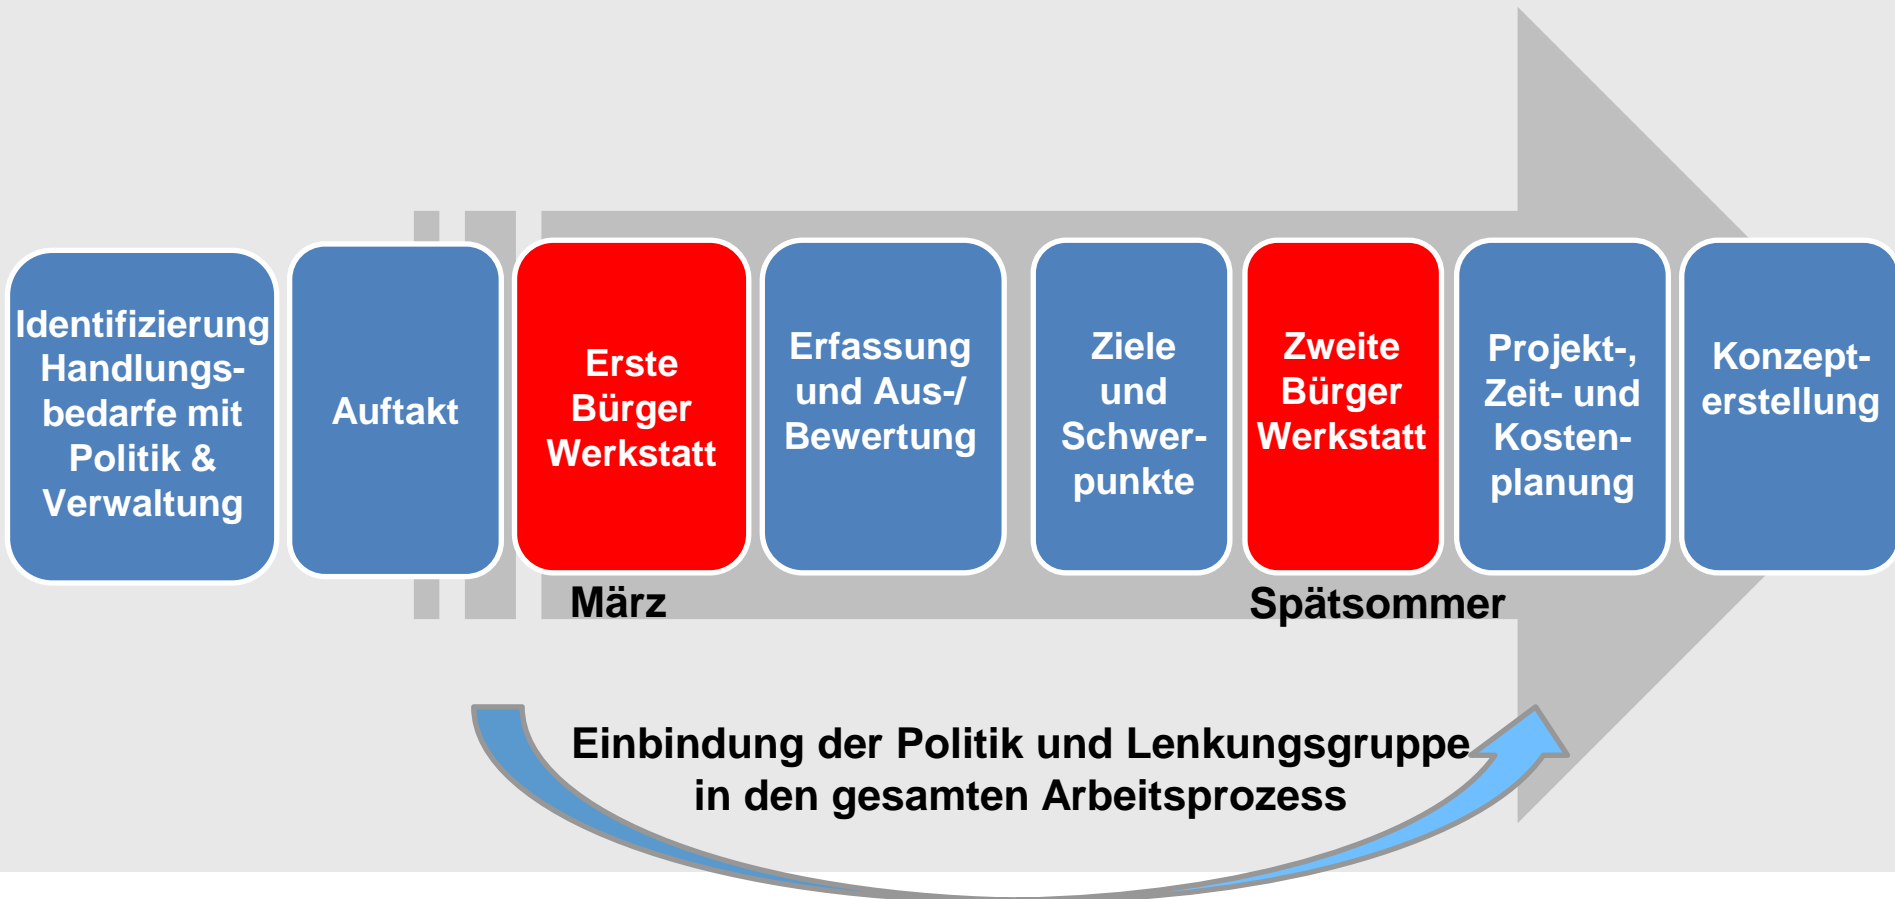 Identifizierung
Handlungs-
bedarfe mit
Politik &
Verwaltung
Auftakt
Erste
Bürger
Werkstatt
März
Erfassung
und Aus-/
Bewertung
Ziele
und
Schwer-
punkte
Zweite
Bürger
Werkstatt
Spätsommer
Projekt-,
Zeit- und
Kosten-
planung
Konzept-
erstellung
Einbindung der Politik und Lenkungsgruppe
in den gesamten Arbeitsprozess